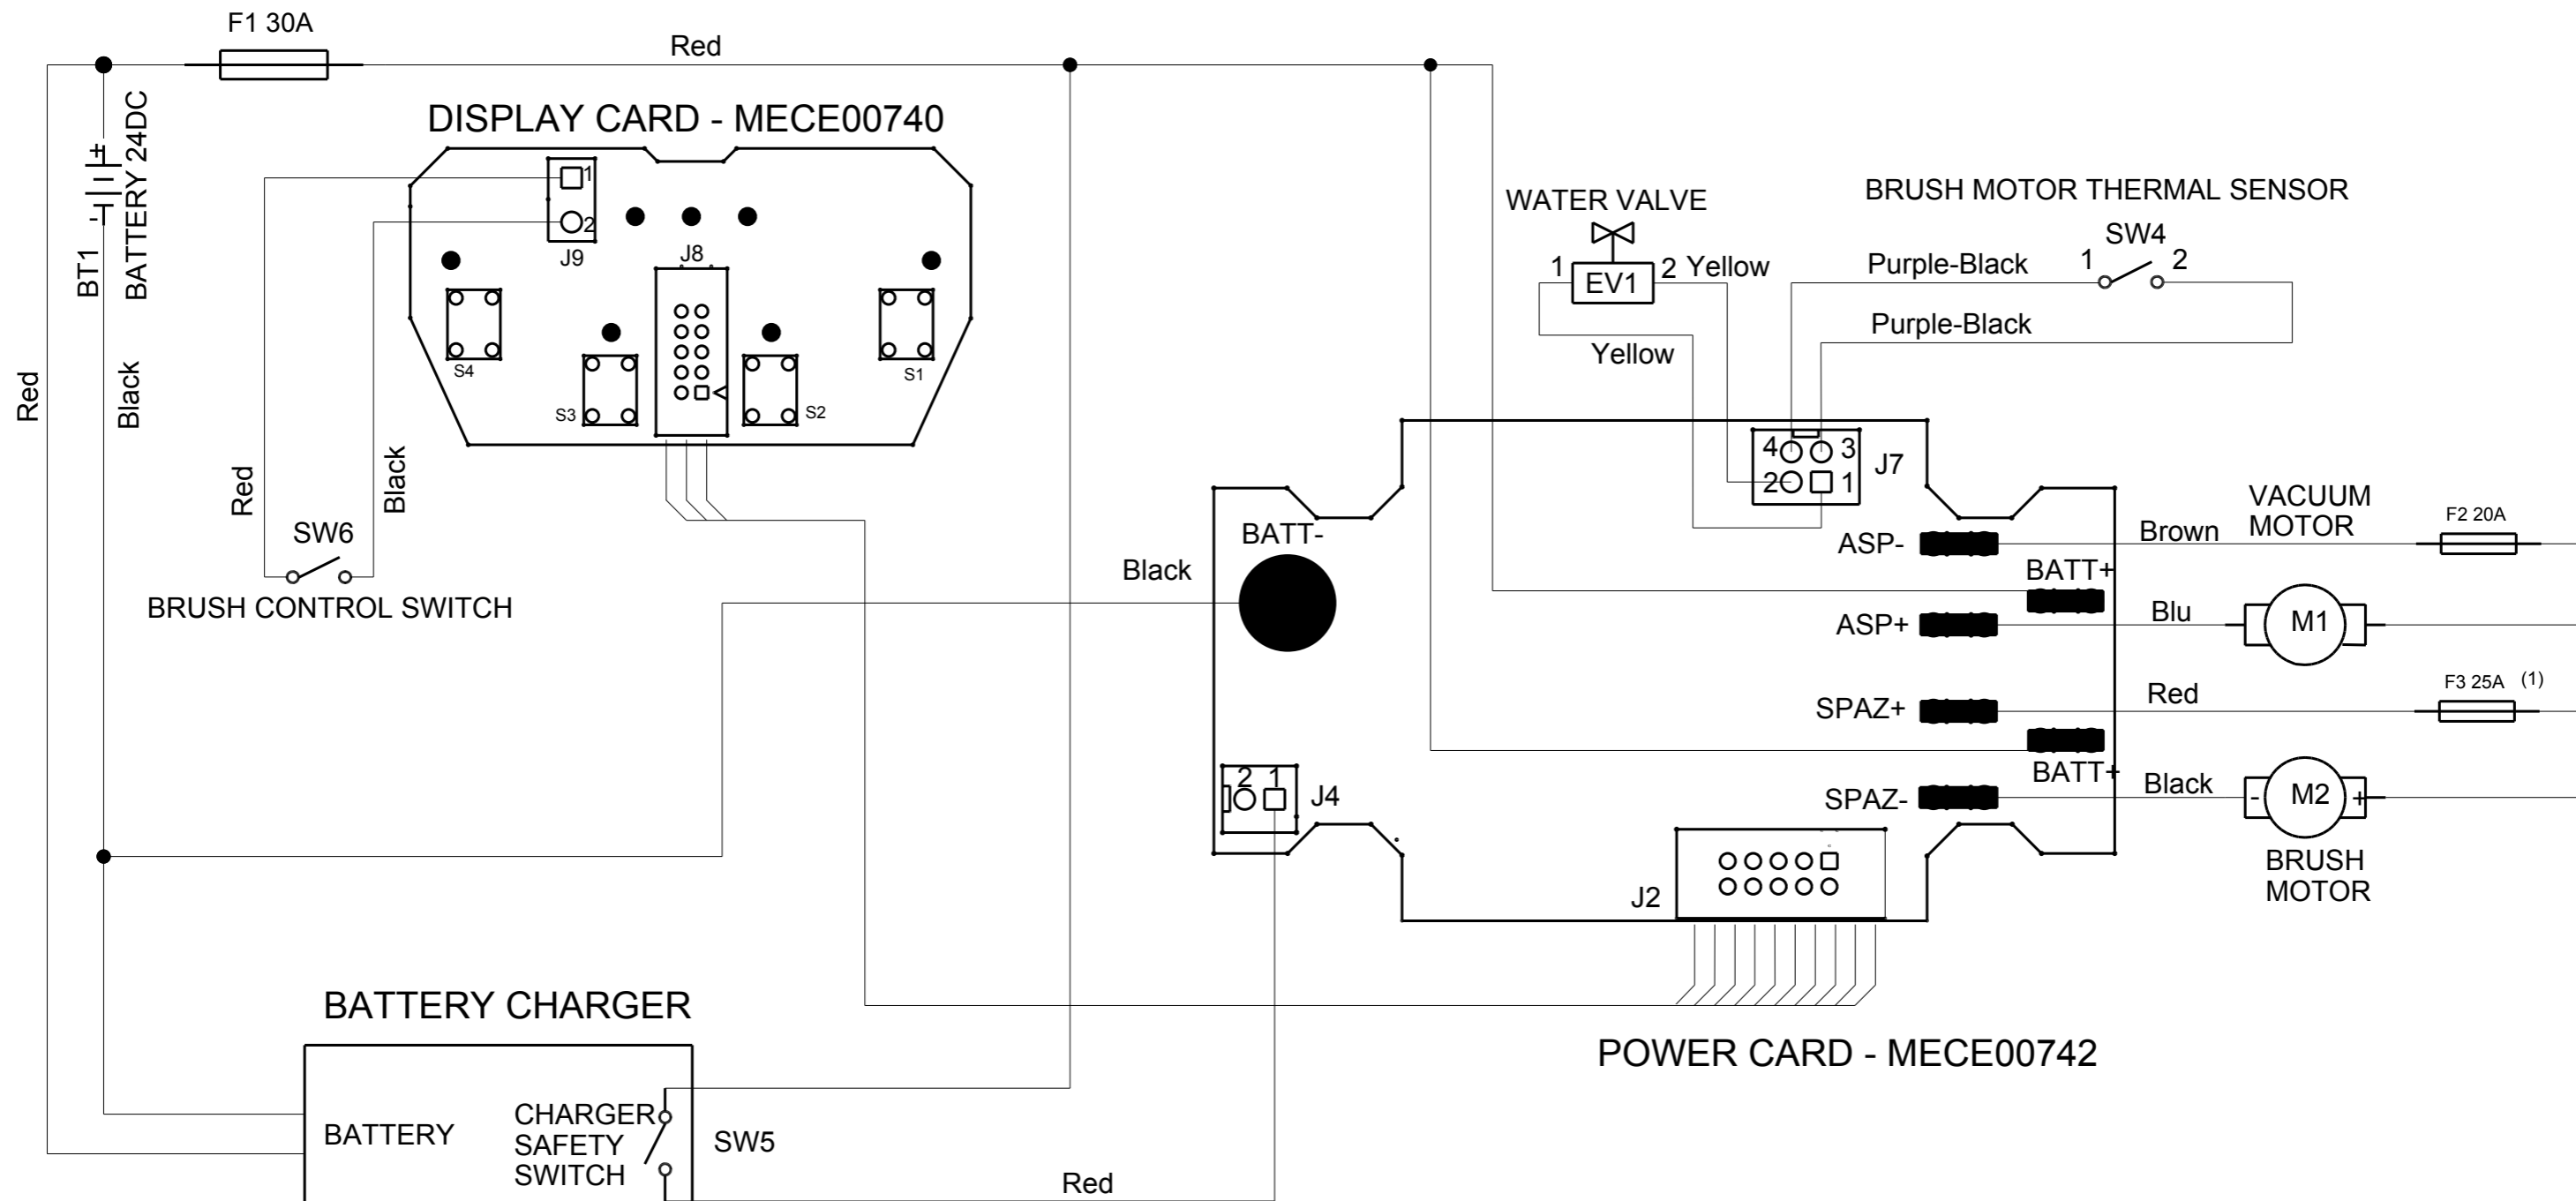 F1 30A
Red
DISPLAY CARD - MECE00740
BATTERY 24DC
+
-
BT1
Black
Red
1
2
J9
J8
S4
S3
S2
S1
Red
Black
SW6
BRUSH CONTROL SWITCH
WATER VALVE
1
EV1
2
Yellow
Yellow
BRUSH MOTOR THERMAL SENSOR
SW4
1
2
Purple-Black
Purple-Black
4
3
2
1
J7
BATT-
Black
ASP-
BATT+
ASP+
SPAZ+
BATT+
SPAZ-
Brown
VACUUM
MOTOR
F2 20A
Blu
M1
Red
F3 25A (1)
Black
-
M2
+
BRUSH
MOTOR
2
1
J4
J2
POWER CARD - MECE00742
BATTERY CHARGER
BATTERY
CHARGER
SAFETY
SWITCH
SW5
Red